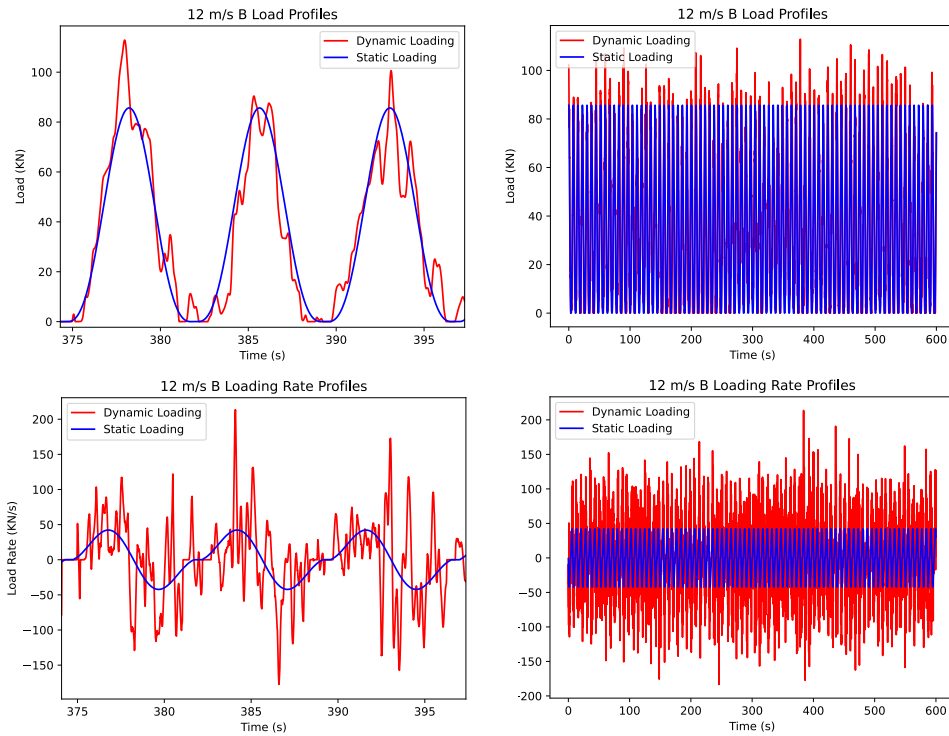 12 m/s B Load Profiles
Dynamic Loading
Static Loading
Load (KN)
100
80
60
40
20
0
375
380
385
390
395
Time (s)
12 m/s B Load Profiles
Dynamic Loading
Static Loading
Load (KN)
100
80
60
40
20
0
0
100
200
300
400
500
600
Time (s)
12 m/s B Loading Rate Profiles
Dynamic Loading
Static Loading
Load Rate (KN/s)
200
150
100
50
0
−50
−100
−150
375
380
385
390
395
Time (s)
12 m/s B Loading Rate Profiles
Dynamic Loading
Static Loading
200
150
100
50
0
−50
-100
-150
-200
0
100
200
300
400
500
600
Time (s)